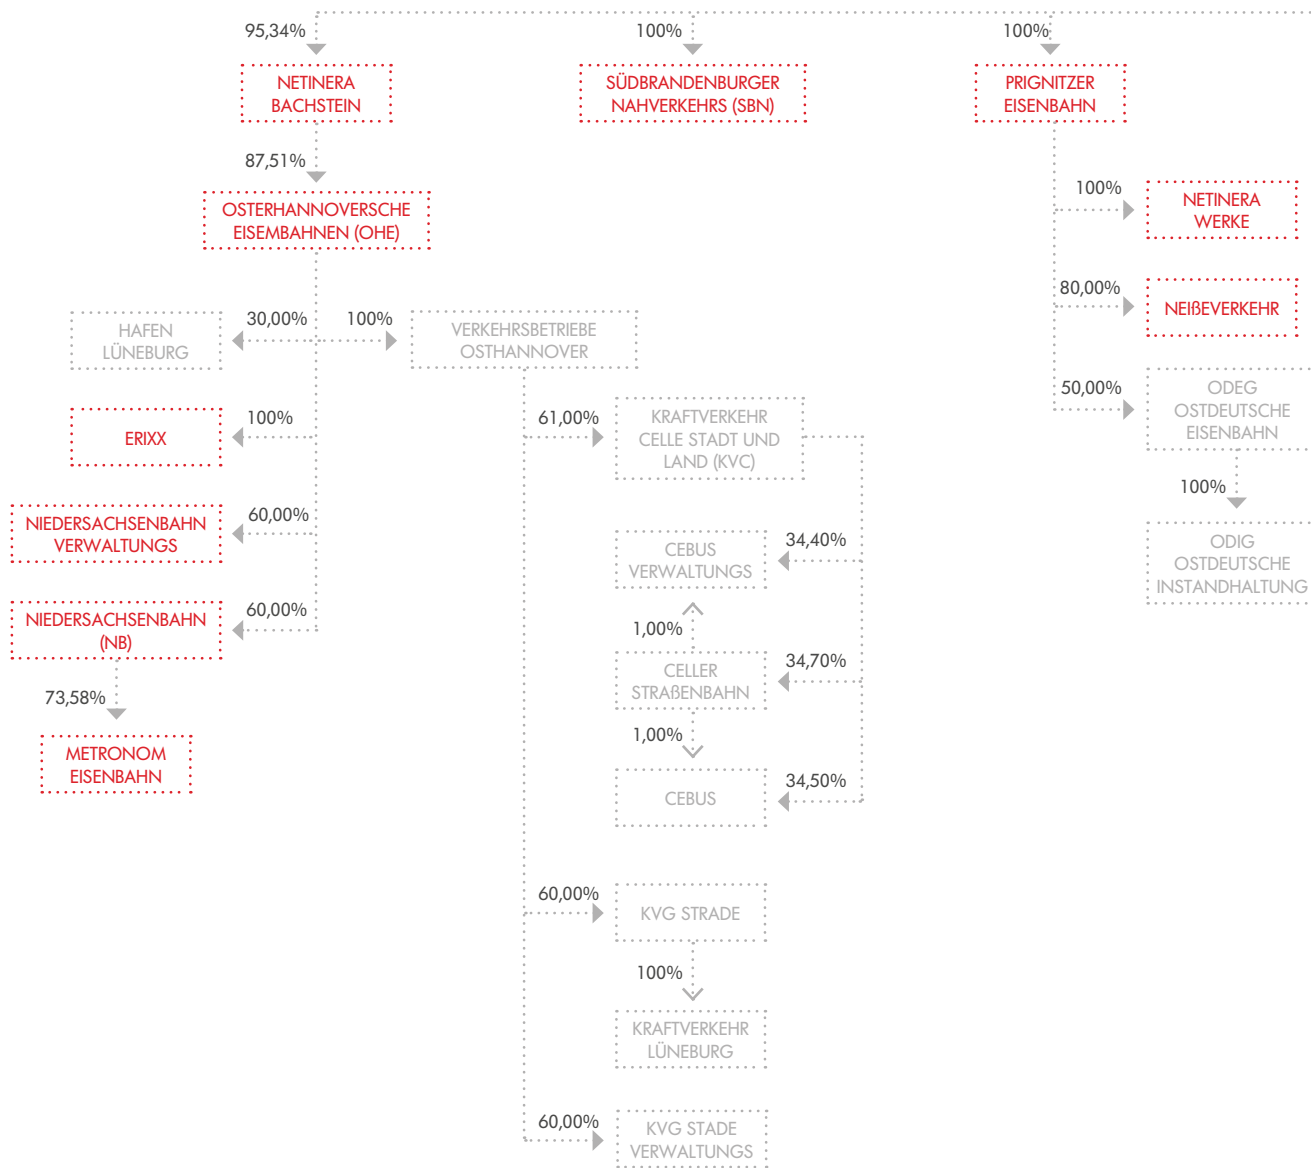 95,34%
100%
100%
NETINERA
BACHSTEIN
SÜDBRANDENBURGER
NAHVERKEHRS (SBN)
PRIGNITZER
EISENBAHN
87,51%
OSTERHANNOVERSCHE
EISEMBAHNEN (OHE)
100%
NETINERA
WERKE
80,00%
NEIßEVERKEHR
HAFEN
LÜNEBURG
30,00%
100%
VERKEHRSBETRIEBE
OSTHANNOVER
50,00%
ODEG
OSTDEUTSCHE
EISENBAHN
ERIXX
100%
61,00%
KRAFTVERKEHR
CELLE STADT UND
LAND (KVC)
100%
ODIG
OSTDEUTSCHE
INSTANDHALTUNG
NIEDERSACHSENBAHN
VERWALTUNGS
60,00%
CEBUS
VERWALTUNGS
34,40%
NIEDERSACHSENBAHN
(NB)
60,00%
1,00%
CELLER
STRAßENBAHN
34,70%
73,58%
1,00%
METRONOM
EISENBAHN
CEBUS
34,50%
60,00%
KVG STRADE
100%
KRAFTVERKEHR
LÜNEBURG
60,00%
KVG STADE
VERWALTUNGS